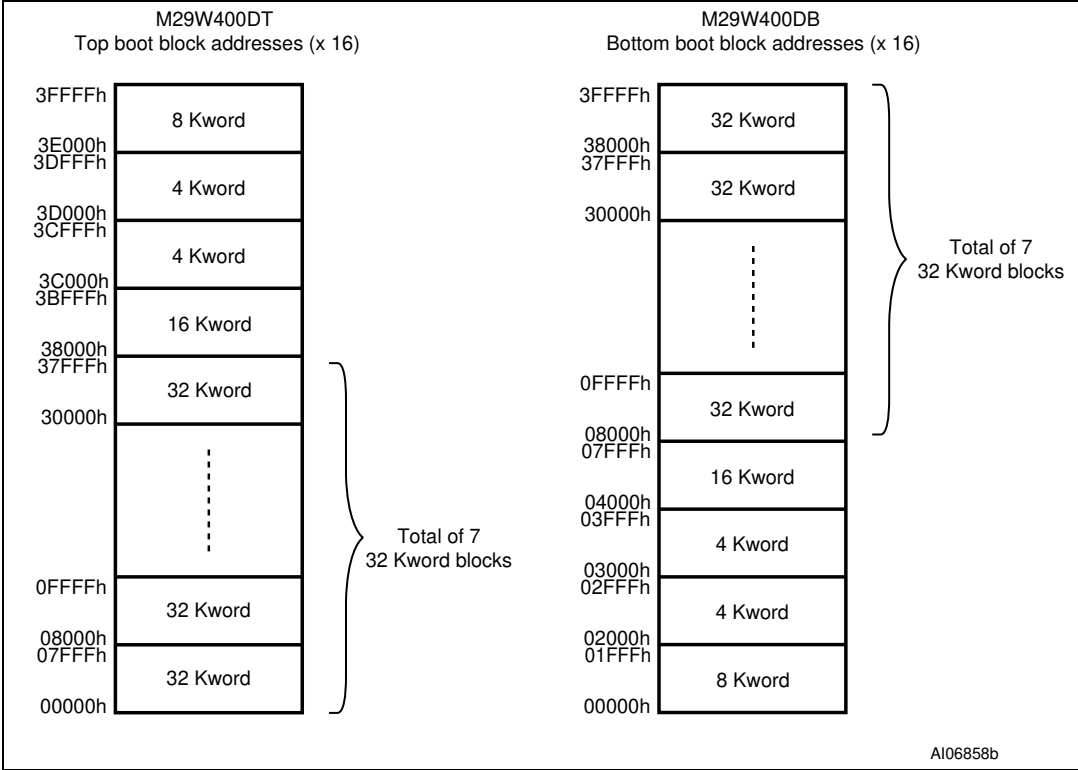 M29W400DT
Top boot block addresses (x 16)
3FFFFh
8 Kword
3E000h
3DFFFh
4 Kword
3D000h
3CFFFh
4 Kword
3C000h
3BFFFh
16 Kword
38000h
37FFFh
32 Kword
30000h
Total of 7
32 Kword blocks
0FFFFh
32 Kword
08000h
07FFFh
32 Kword
00000h
M29W400DB
Bottom boot block addresses (x 16)
3FFFFh
32 Kword
38000h
37FFFh
32 Kword
30000h
Total of 7
32 Kword blocks
0FFFFh
32 Kword
08000h
07FFFh
16 Kword
04000h
03FFFh
4 Kword
03000h
02FFFh
4 Kword
02000h
01FFFh
8 Kword
00000h
AI06858b